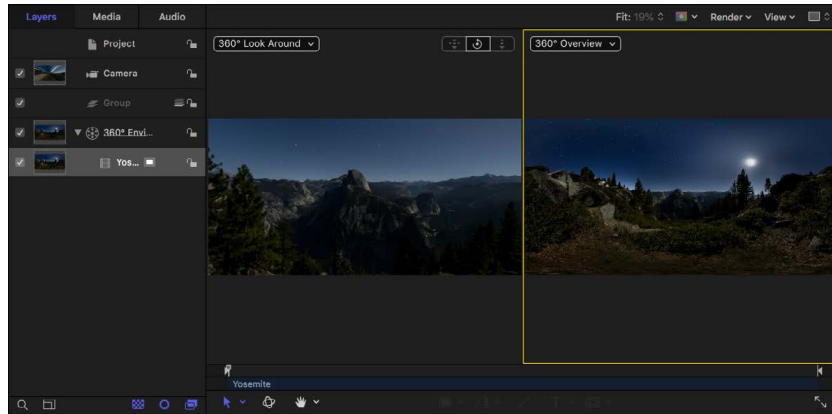 Layers Media Audio Fit: 19% Render View
Project
360° Look Around 360° Overview
Camera
Group
360° Envi...
Yos...
Yosemite
T